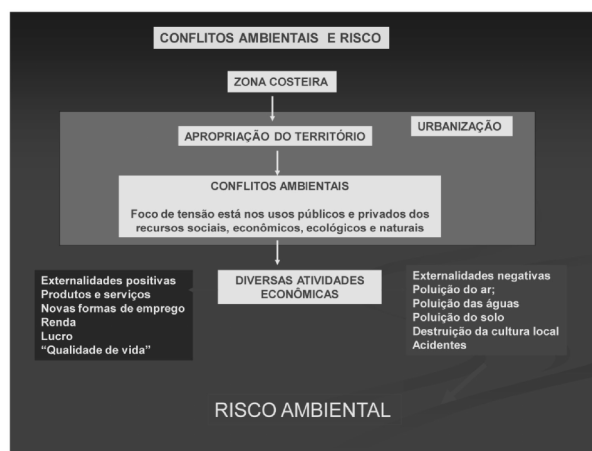 CONFLITOS AMBIENTAIS E RISCO
ZONA COSTEIRA
URBANIZAÇÃO
APROPRIAÇÃO DO TERRITÓRIO
CONFLITOS AMBIENTAIS
Foco de tensão está nos usos públicos e privados dos
recursos sociais, econômicos, ecológicos e naturais
Externalidades positivas
Produtos e serviços
Novas formas de emprego
Renda
Lucro
“Qualidade de vida”
DIVERSAS ATIVIDADES
ECONÔMICAS
Externalidades negativas
Poluição do ar;
Poluição das águas
Poluição do solo
Destruição da cultura local
Acidentes
RISCO AMBIENTAL